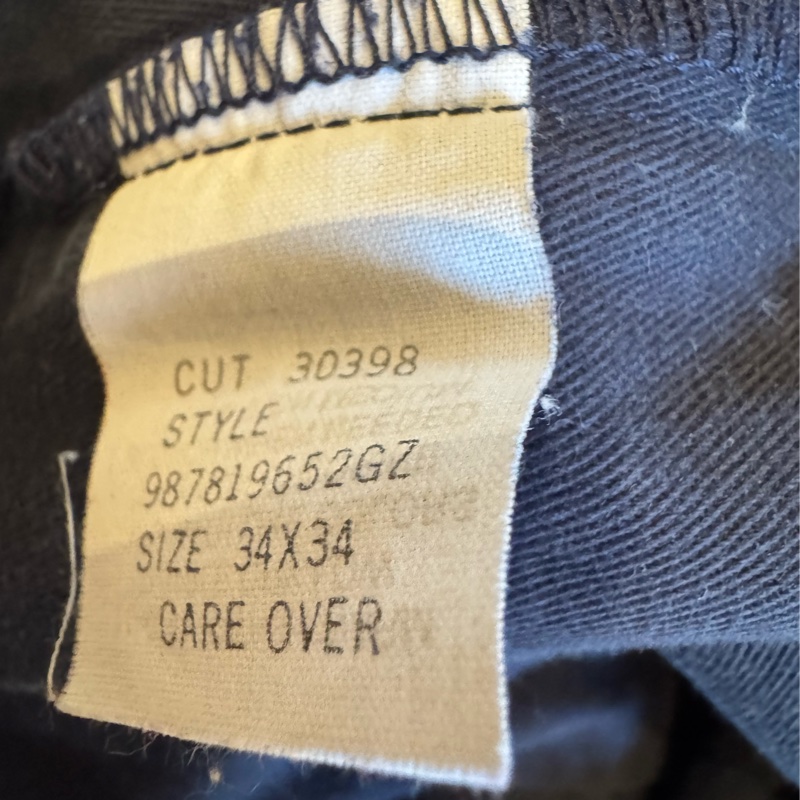 CUT 30398
STYLE
987819652GZ
SIZE 34X34
CARE OVER